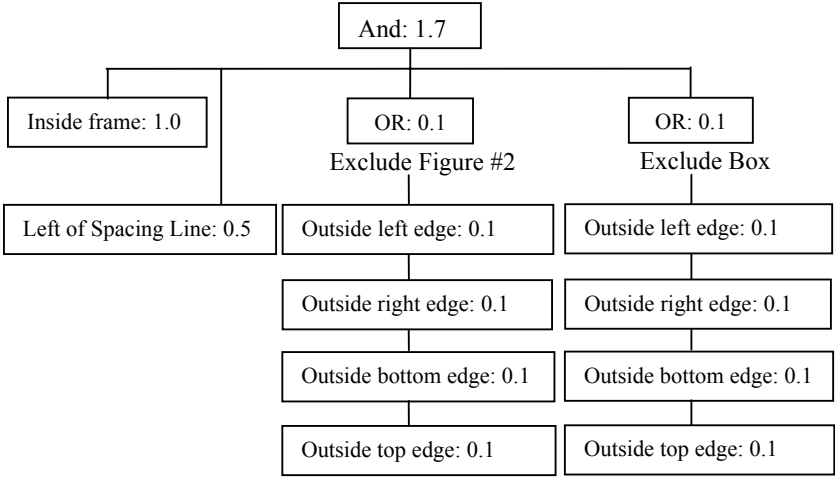 And: 1.7
Inside frame: 1.0
OR: 0.1
OR: 0.1
Exclude Figure #2
Exclude Box
Left of Spacing Line: 0.5
Outside left edge: 0.1
Outside left edge: 0.1
Outside right edge: 0.1
Outside right edge: 0.1
Outside bottom edge: 0.1
Outside bottom edge: 0.1
Outside top edge: 0.1
Outside top edge: 0.1